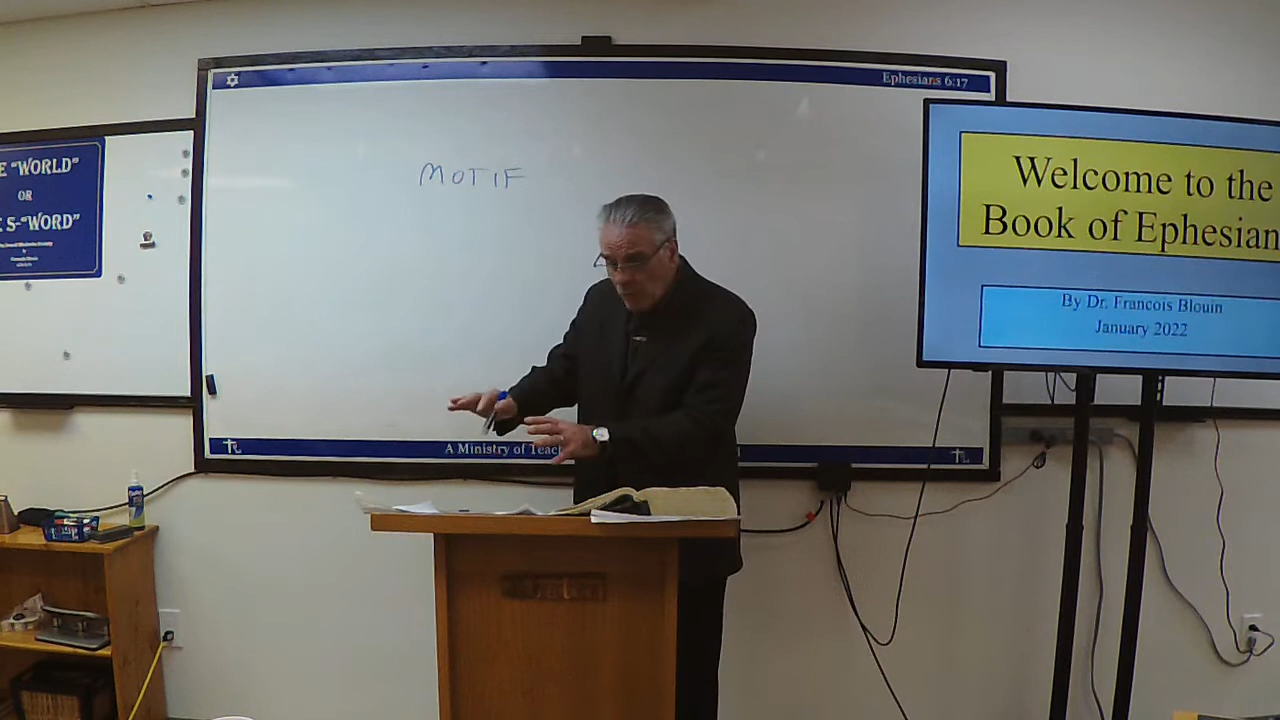 E "WORLD"
OR
E S-"WORD"
Ephesians 6:17
MOTIF
Welcome to the
Book of Ephesian
By Dr. Francois Blouin
January 2022
A Ministry of Teac